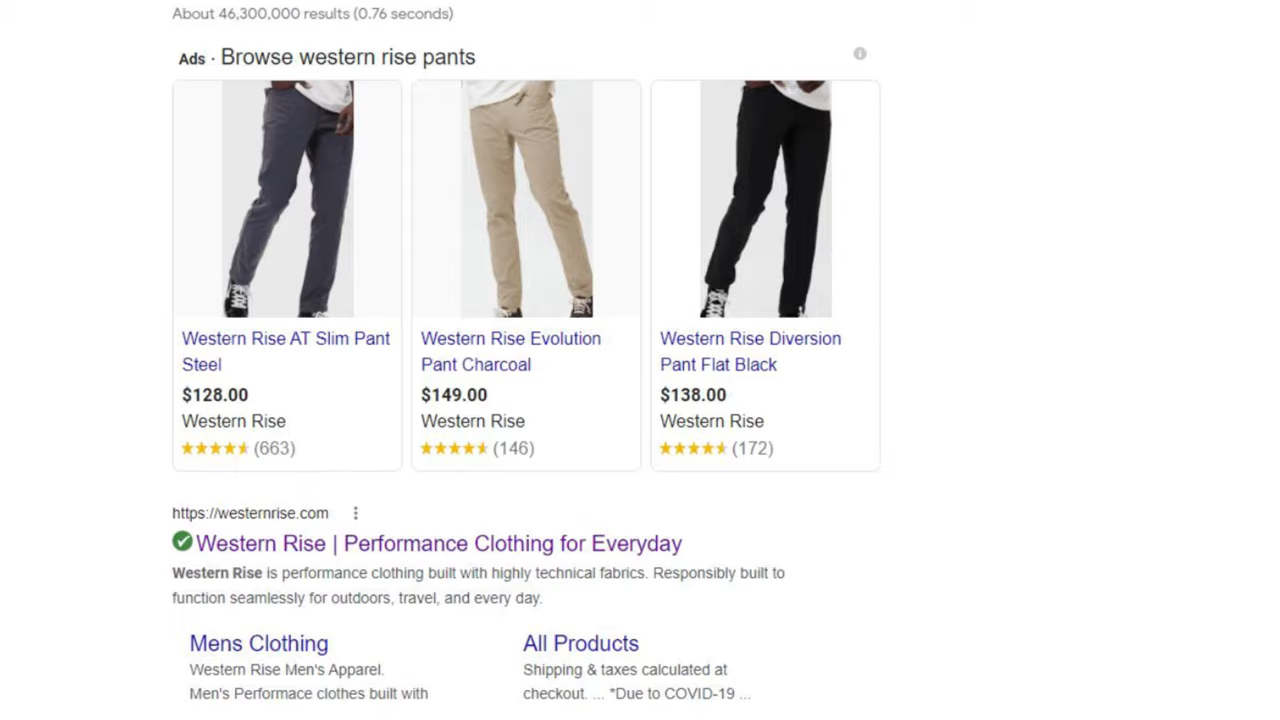 About 46,300,000 results (0.76 seconds)
Ads · Browse western rise pants
Western Rise AT Slim Pant
Steel
$128.00
Western Rise
(663)
Western Rise Evolution
Pant Charcoal
$149.00
Western Rise
(146)
Western Rise Diversion
Pant Flat Black
$138.00
Western Rise
(172)
https://westernrise.com
Western Rise | Performance Clothing for Everyday
Western Rise is performance clothing built with highly technical fabrics. Responsibly built to
function seamlessly for outdoors, travel, and every day.
Mens Clothing
Western Rise Men's Apparel.
Men's Performace clothes built with
All Products
Shipping & taxes calculated at
checkout. ... *Due to COVID-19 ...